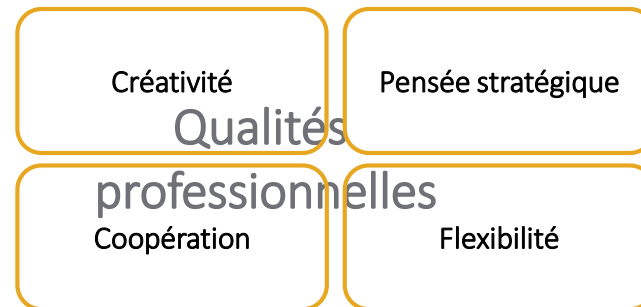 Créativité
Pensée stratégique
Qualités
professionnelles
Coopération
Flexibilité